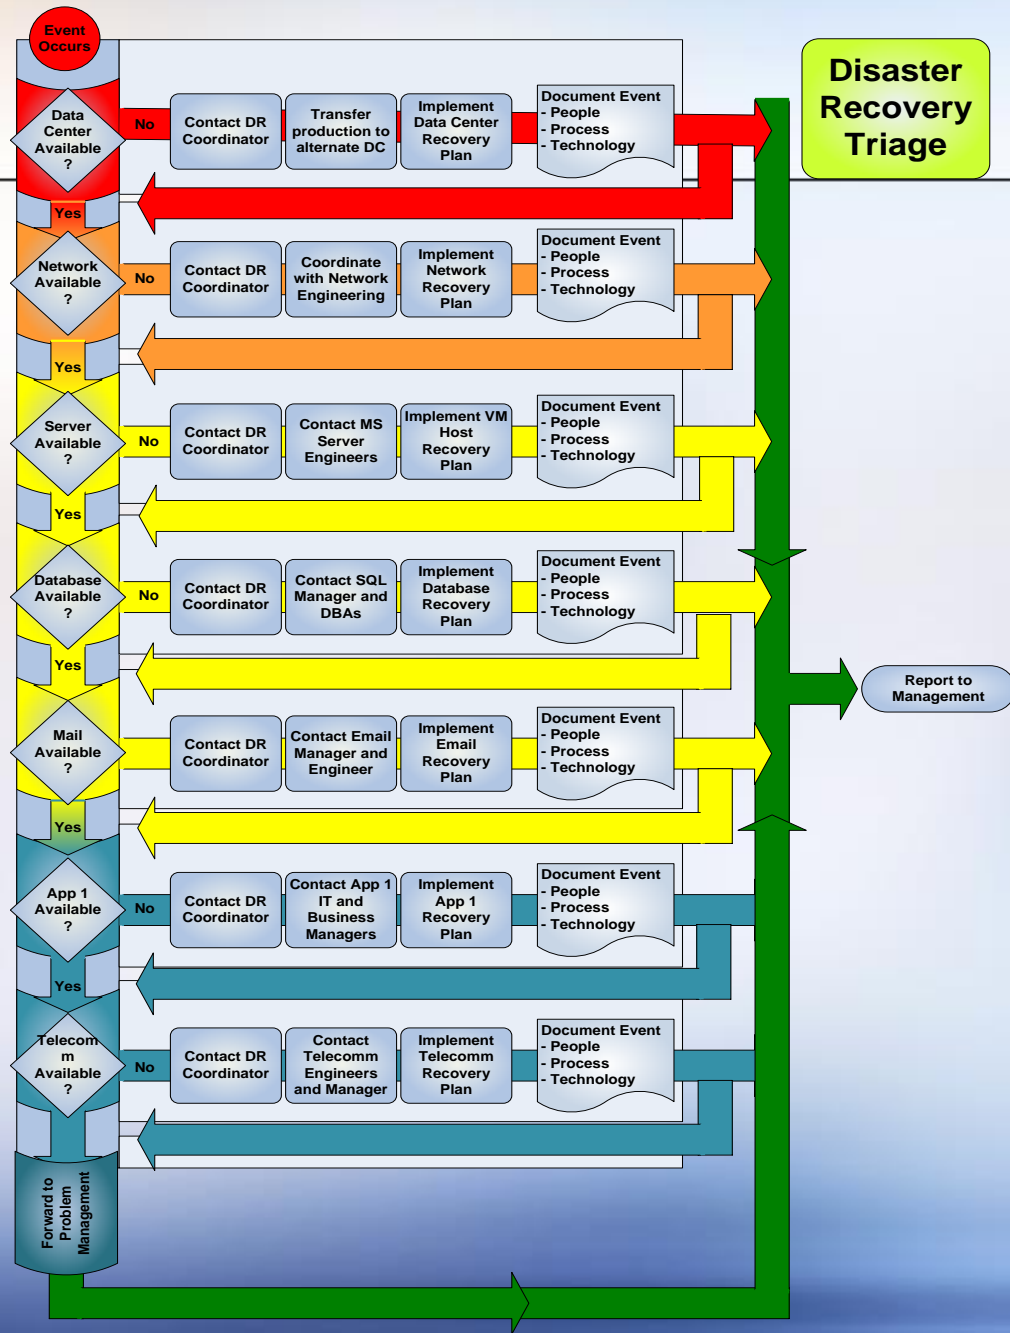 Event
Occurs
Disaster
Recovery
Triage
Data
Center
Available
?
No
Contact DR
Coordinator
Transfer
production to
alternate DC
Implement
Data Center
Recovery
Plan
Document Event
- People
- Process
- Technology
Yes
Network
Available
?
No
Contact DR
Coordinator
Coordinate
with Network
Engineering
Implement
Network
Recovery
Plan
Document Event
- People
- Process
- Technology
Yes
Server
Available
?
No
Contact DR
Coordinator
Contact MS
Server
Engineers
Implement VM
Host
Recovery
Plan
Document Event
- People
- Process
- Technology
Yes
Database
Available
?
No
Contact DR
Coordinator
Contact SQL
Manager and
DBAs
Implement
Database
Recovery
Plan
Document Event
- People
- Process
- Technology
Yes
Report to
Management
Mail
Available
?
Contact DR
Coordinator
Contact Email
Manager and
Engineer
Implement
Email
Recovery
Plan
Document Event
- People
- Process
- Technology
Yes
App 1
Available
?
No
Contact DR
Coordinator
Contact App 1
IT and
Business
Managers
Implement
App 1
Recovery
Plan
Document Event
- People
- Process
- Technology
Yes
Telecom
m
Available
?
No
Contact DR
Coordinator
Contact
Telecomm
Engineers
and Manager
Implement
Telecomm
Recovery
Plan
Document Event
- People
- Process
- Technology
Forward to
Problem
Management